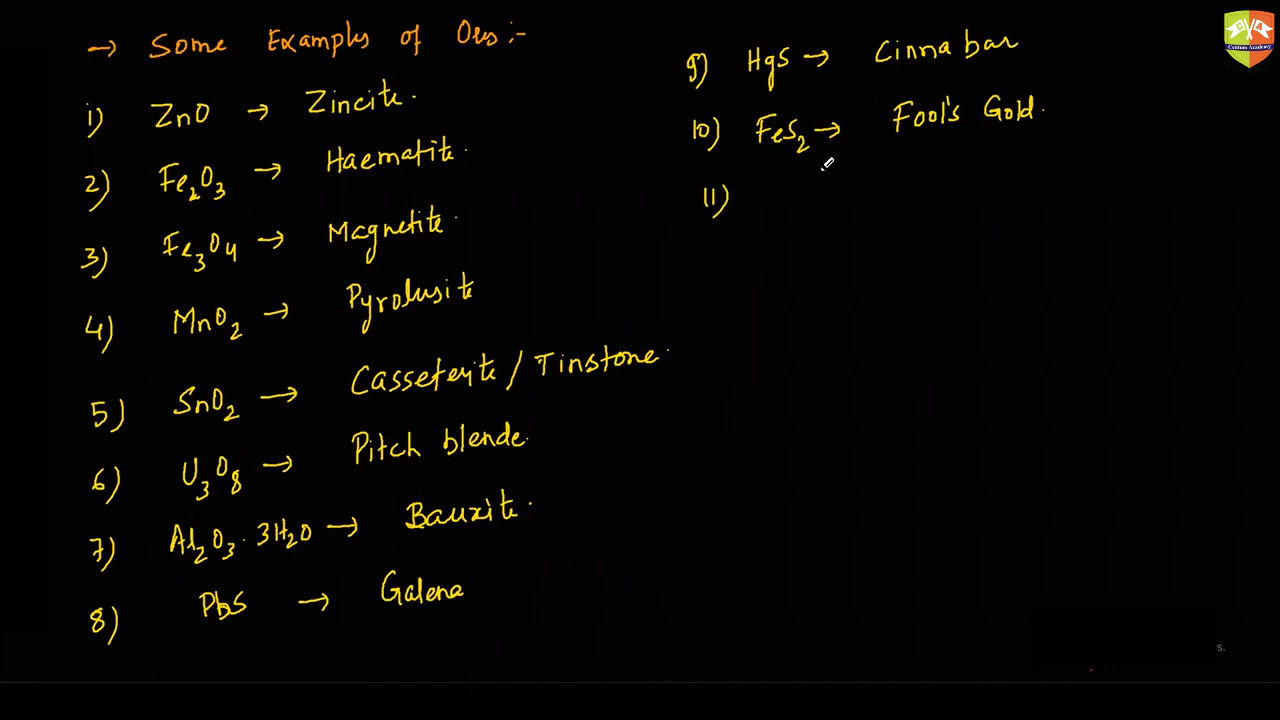 → Some Examples of Ores :-
1) ZnO → Zincite.
2) Fe₂O₃ → Haematite.
3) Fe₃O₄ → Magnetite.
4) MnO₂ → Pyrolusite
5) SnO₂ → Casseterite / Tinstone.
6) U₃O₈ → Pitch blende.
7) Al₂O₃. 3H₂O → Bauxite.
8) PbS → Galena
9) HgS → Cinnabar
10) FeS₂ → Fool's Gold.
11)
s.